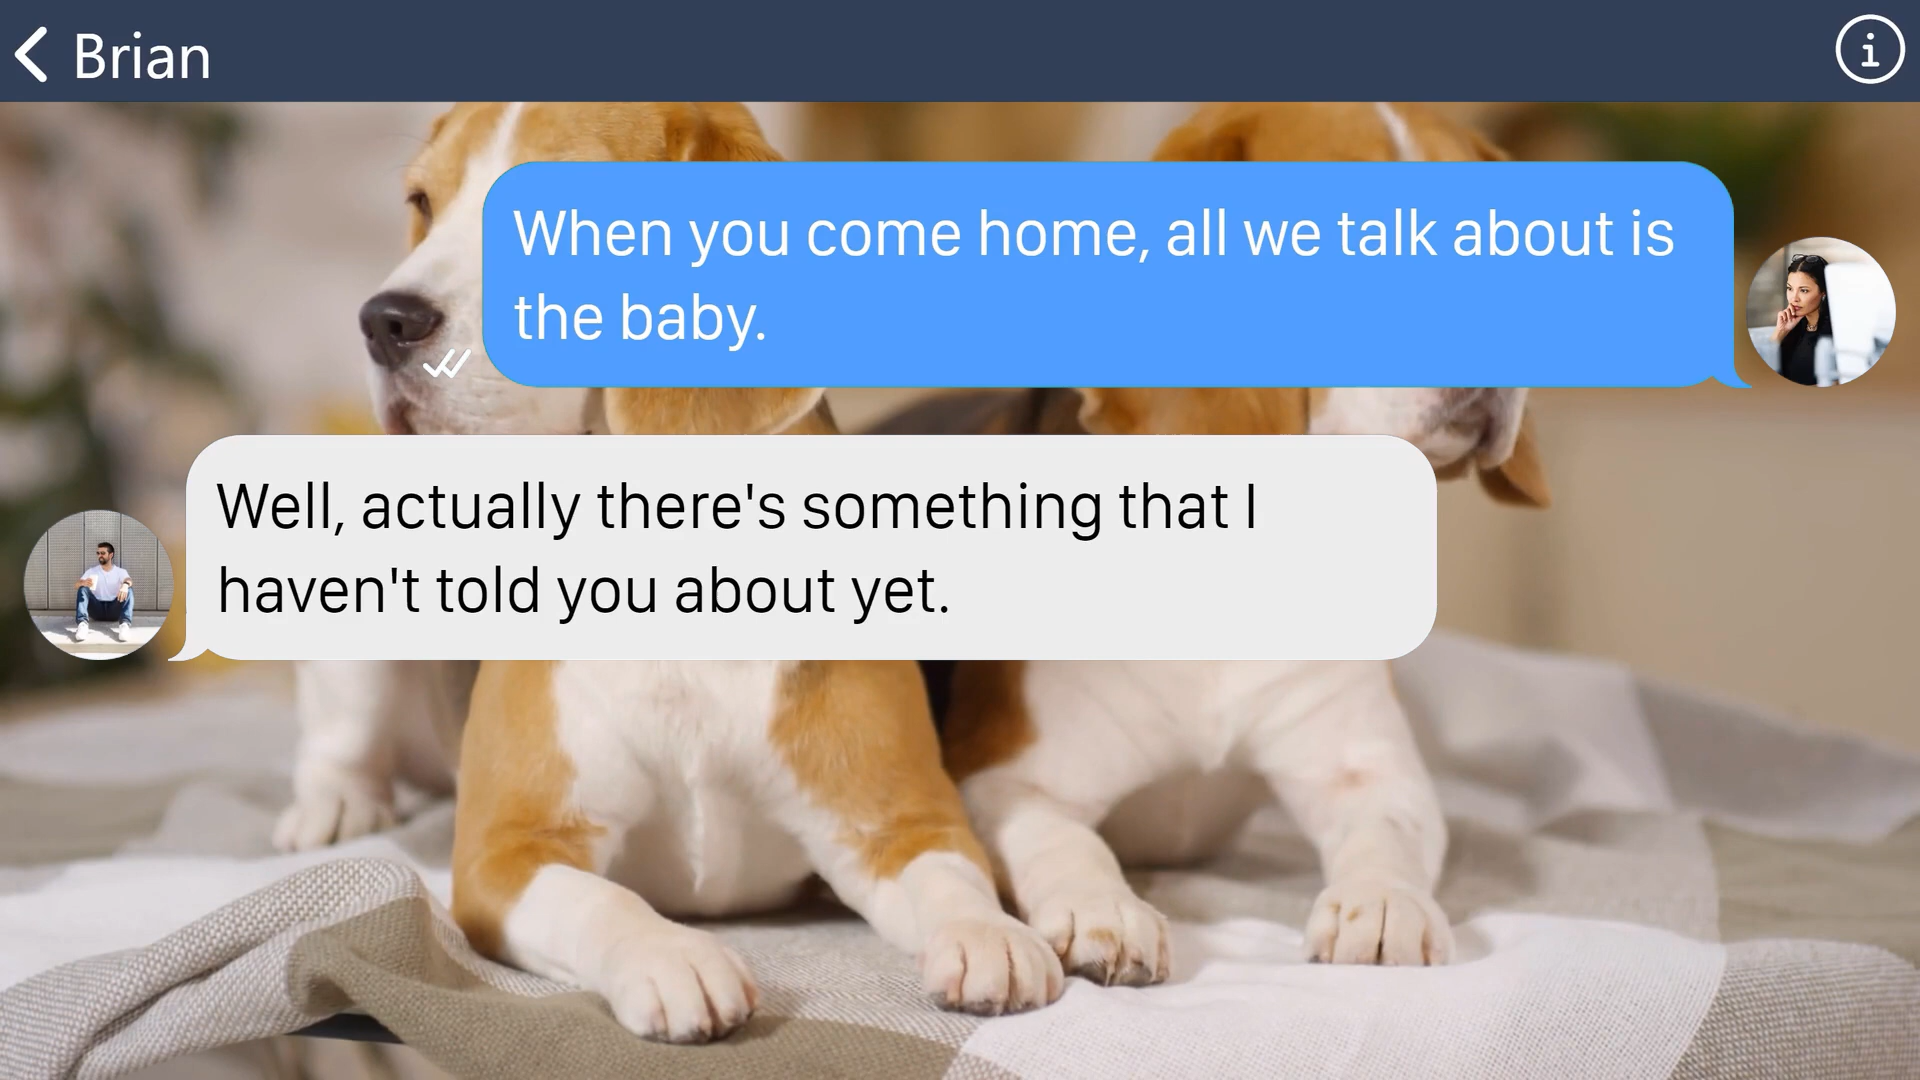 Brian
When you come home, all we talk about is
the baby.
Well, actually there's something that I
haven't told you about yet.